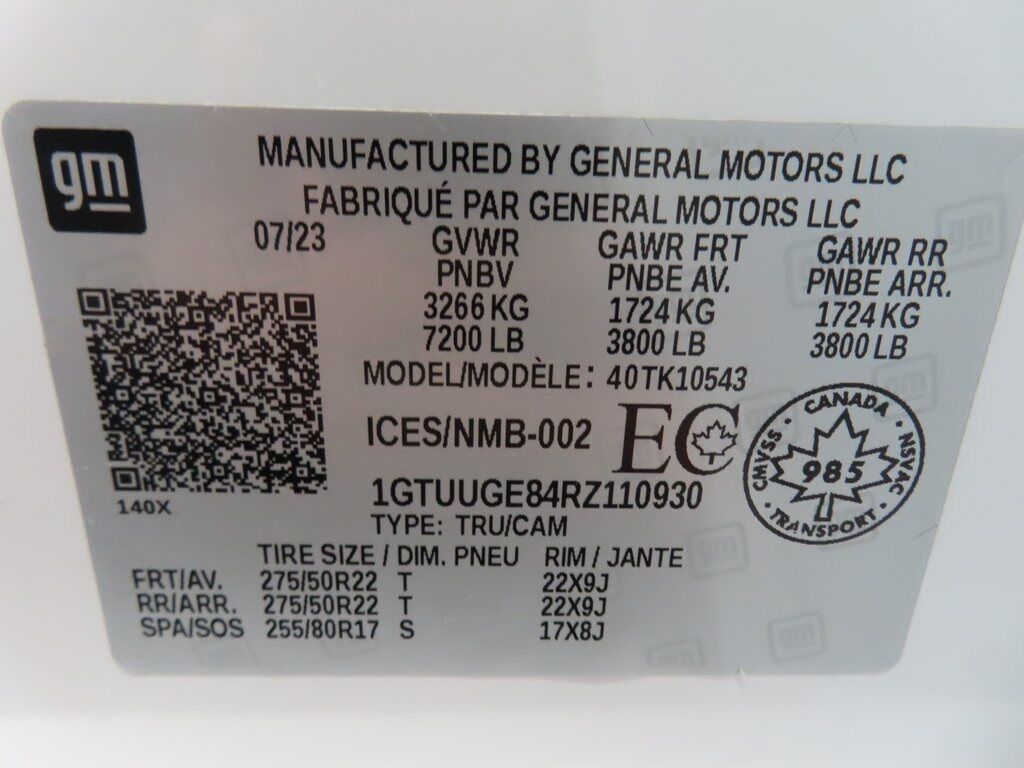 gm
MANUFACTURED BY GENERAL MOTORS LLC
FABRIQUÉ PAR GENERAL MOTORS LLC
07/23 GVWR GAWR FRT GAWR RR
PNBV PNBE AV. PNBE ARR.
3266 KG 1724 KG 1724 KG
7200 LB 3800 LB 3800 LB
MODEL/MODÈLE: 40TK10543
ICES/NMB-002 EC
CANADA · NSVAC · TRANSPORT · CMVSS ·
985
1GTUUGE84RZ110930
140X
TYPE: TRU/CAM
TIRE SIZE / DIM. PNEU RIM / JANTE
FRT/AV. 275/50R22 T 22X9J
RR/ARR. 275/50R22 T 22X9J
SPA/SOS 255/80R17 S 17X8J